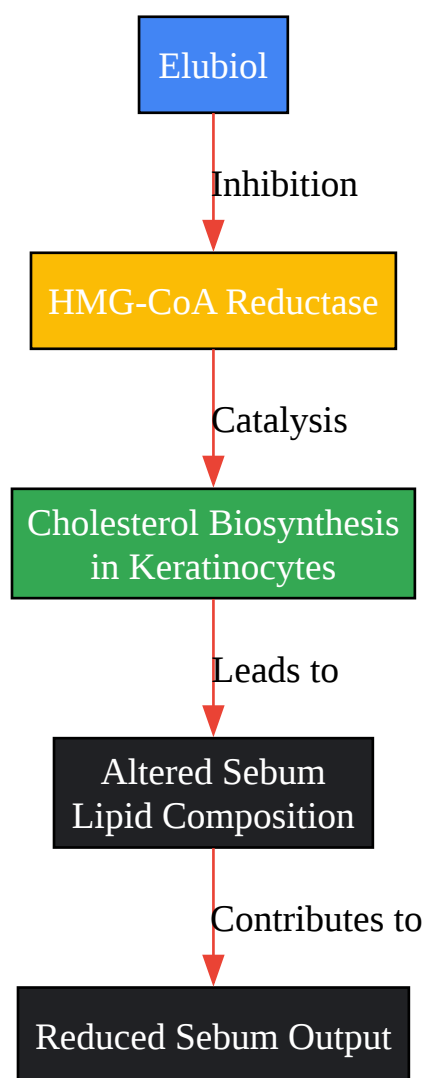 Elubiol
Inhibition
HMG-CoA Reductase
Catalysis
Cholesterol Biosynthesis
in Keratinocytes
Leads to
Altered Sebum
Lipid Composition
Contributes to
Reduced Sebum Output